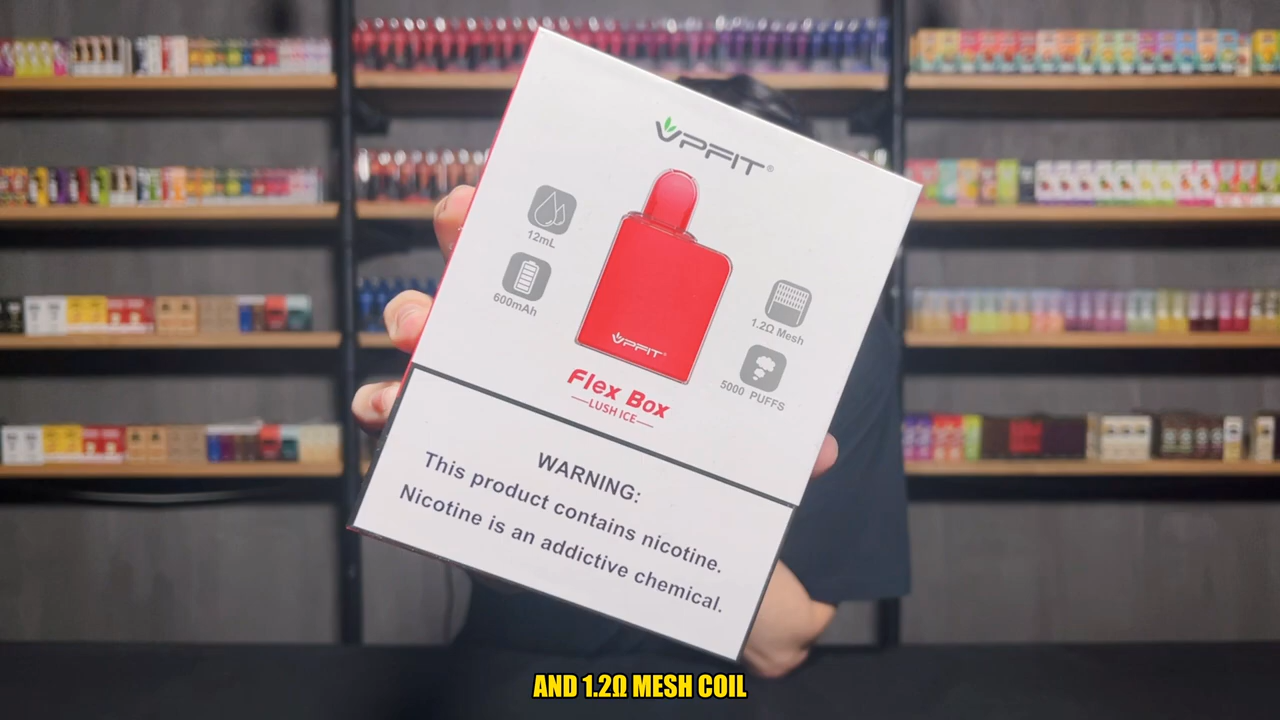 VPFIT®
12mL
600mAh
1.2Ω Mesh
5000 PUFFS
VPFIT®
Flex Box
LUSH ICE
WARNING:
This product contains nicotine.
Nicotine is an addictive chemical.
AND 1.2Ω MESH COIL